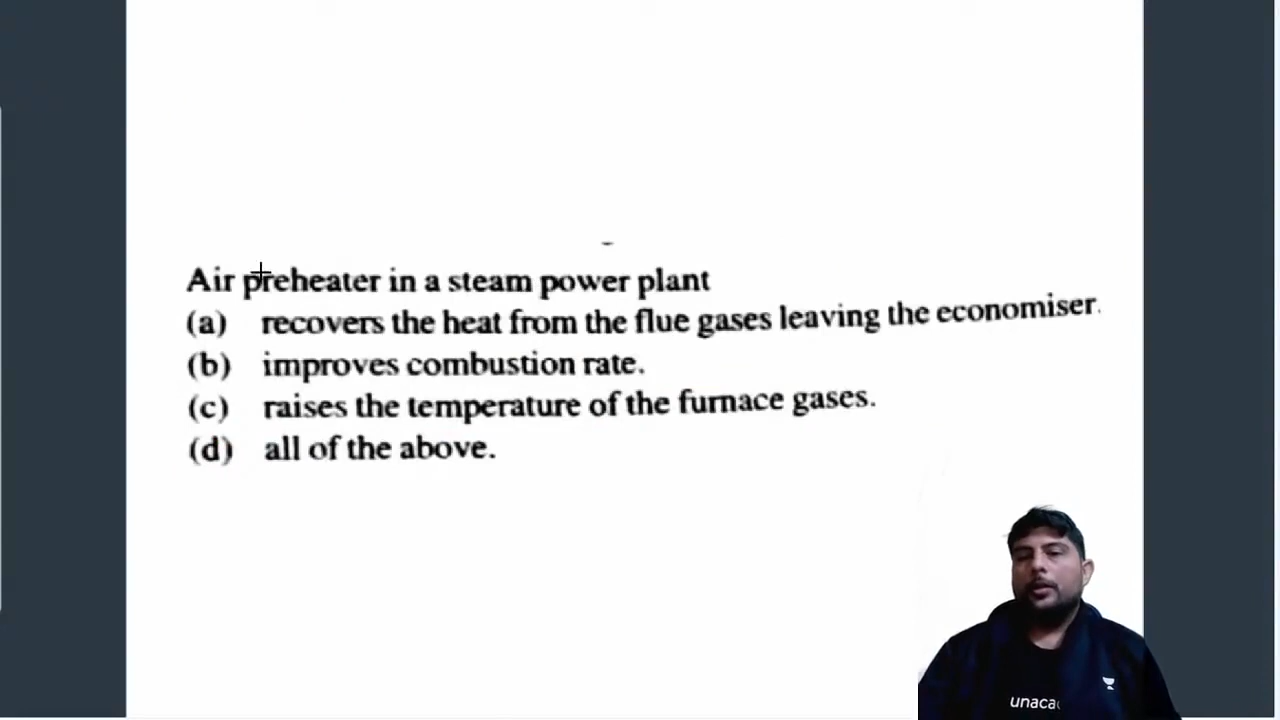 Air preheater in a steam power plant
(a) recovers the heat from the flue gases leaving the economiser.
(b) improves combustion rate.
(c) raises the temperature of the furnace gases.
(d) all of the above.
unaca